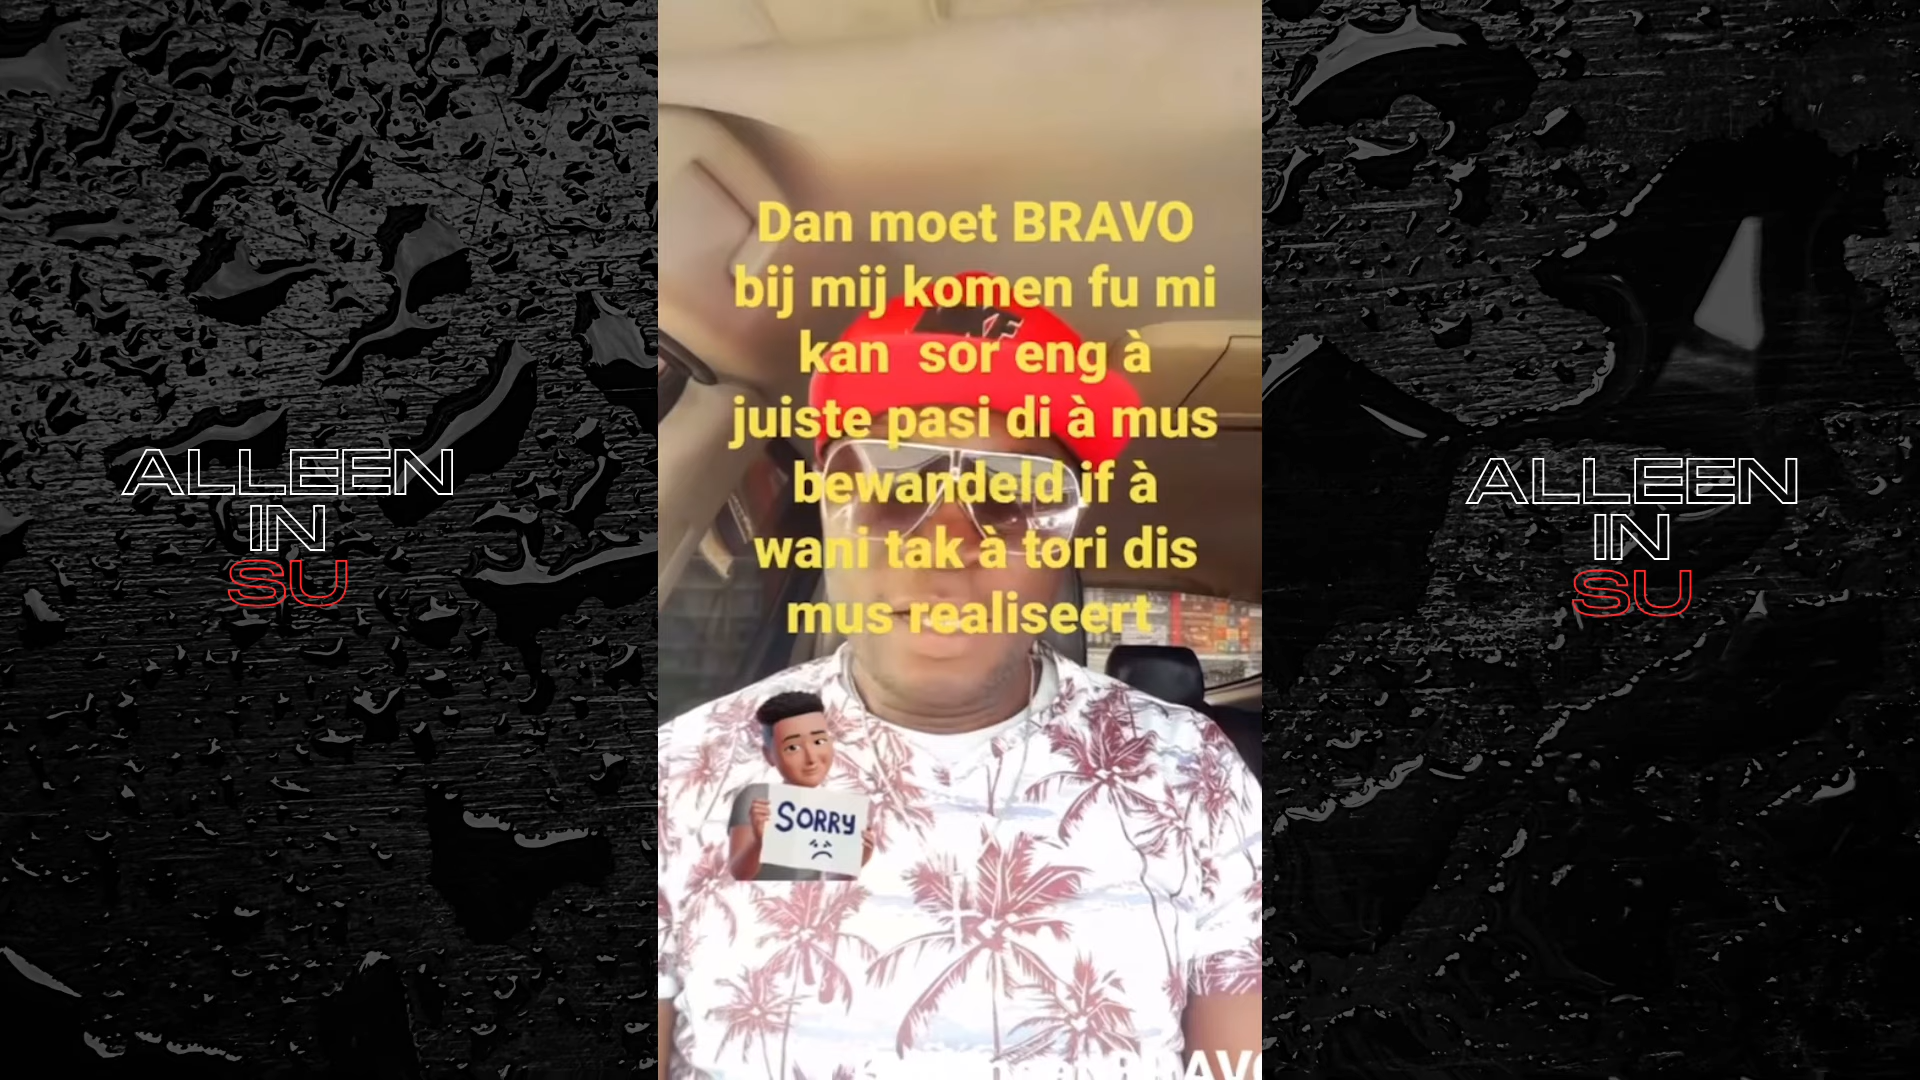 Dan moet BRAVO
bij mij komen fu mi
kan sor eng à
juiste pasi di à mus
bewandeld if à
wani tak à tori dis
mus realiseert
ALLEEN
IN
SU
ALLEEN
IN
SU
SORRY